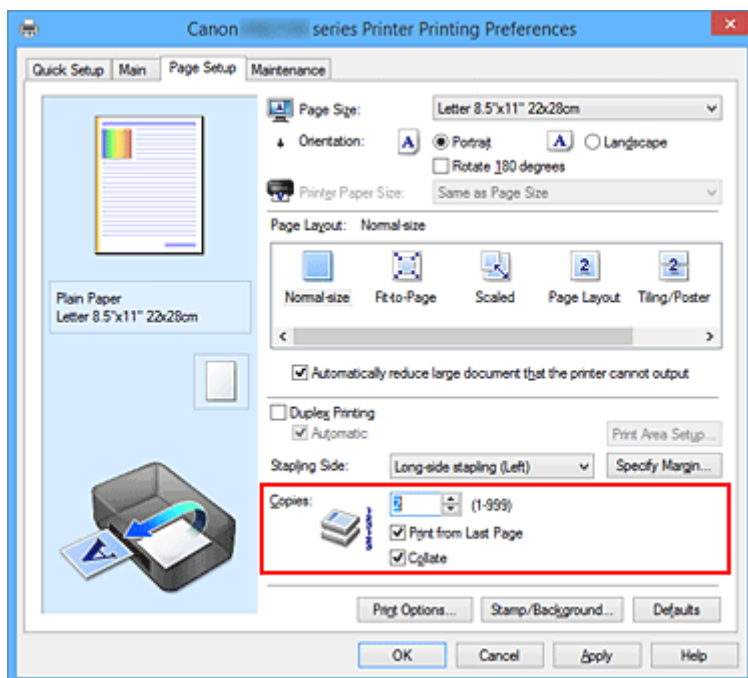 Canon series Printer Printing Preferences
Quick Setup Main Page Setup Maintenance
Page Size: Letter 8.5"x11" 22x28cm
Orientation: A Portrait A Landscape
Rotate 180 degrees
Printer Paper Size: Same as Page Size
Page Layout: Normal-size
2 2
Normal-size Fit-to-Page Scaled Page Layout Tiling/Poster
Plain Paper
Letter 8.5"x11" 22x28cm
Automatically reduce large document that the printer cannot output
Duplex Printing
Automatic
Print Area Setup...
Stapling Side: Long-side stapling (Left) Specify Margin...
Copies: 2 (1-999)
Print from Last Page
Collate
A
Print Options... Stamp/Background... Defaults
OK Cancel Apply Help